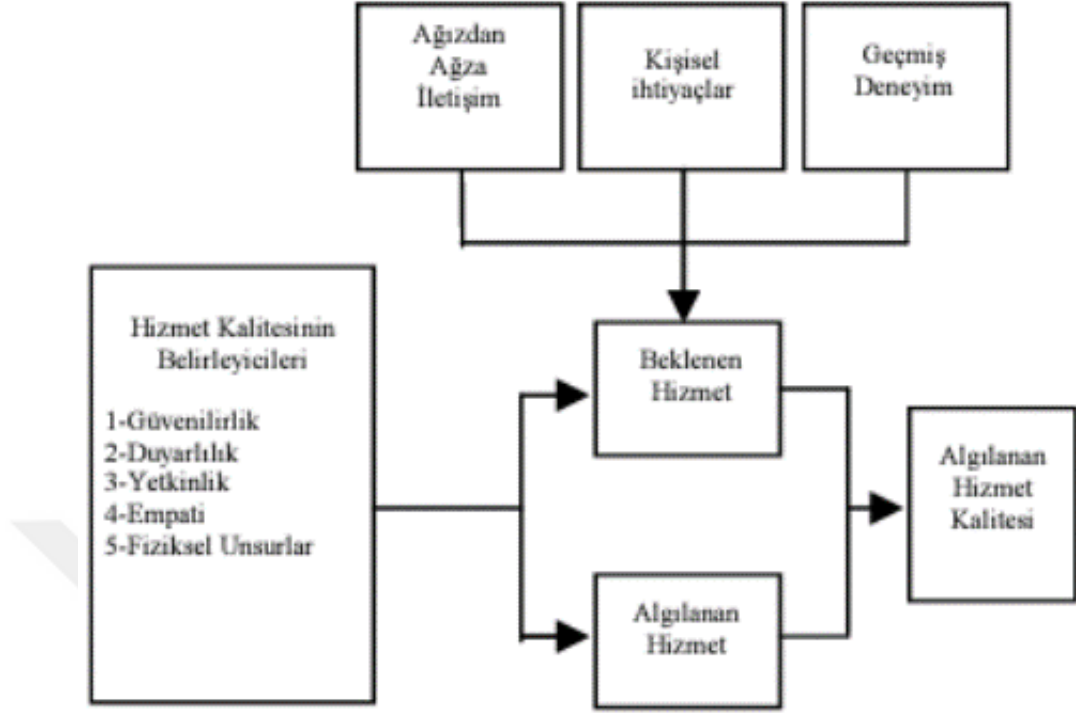 Ağızdan
Ağza
İletişim
Kişisel
ihtiyaçlar
Geçmiş
Deneyim
Hizmet Kalitesinin
Belirleyicileri
1-Güvenilirlik
2-Duyarlılık
3-Yetkinlik
4-Empati
5-Fiziksel Unsurlar
Beklenen
Hizmet
Algılanan
Hizmet
Algılanan
Hizmet
Kalitesi